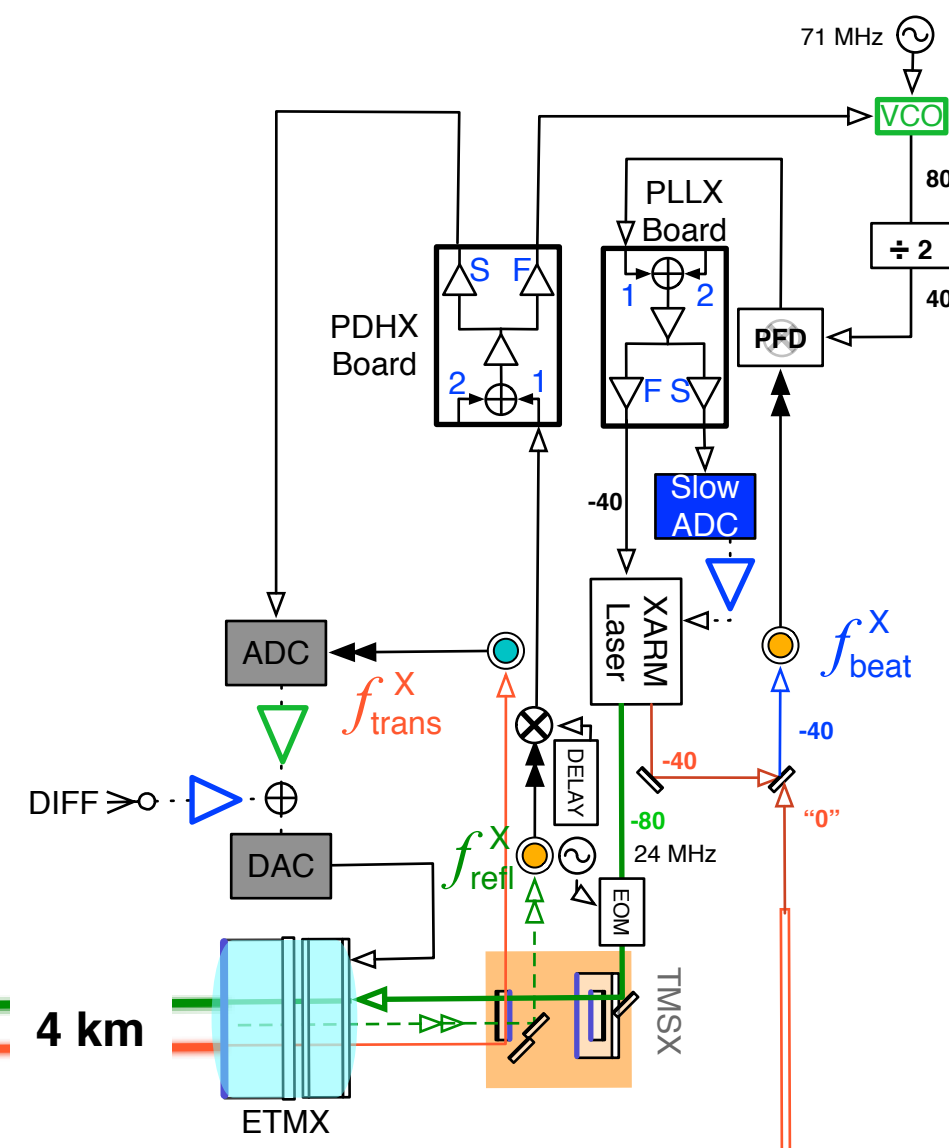 71 MHz
VCO
80
÷ 2
40
PLLX
Board
1
2
F
S
PFD
S
F
PDHX
Board
2
1
-40
Slow
ADC
XARM
Laser
f X beat
-40
-40
"0"
ADC
f X trans
DELAY
DIFF
DAC
f X refl
-80
24 MHz
EOM
TMSX
4 km
ETMX